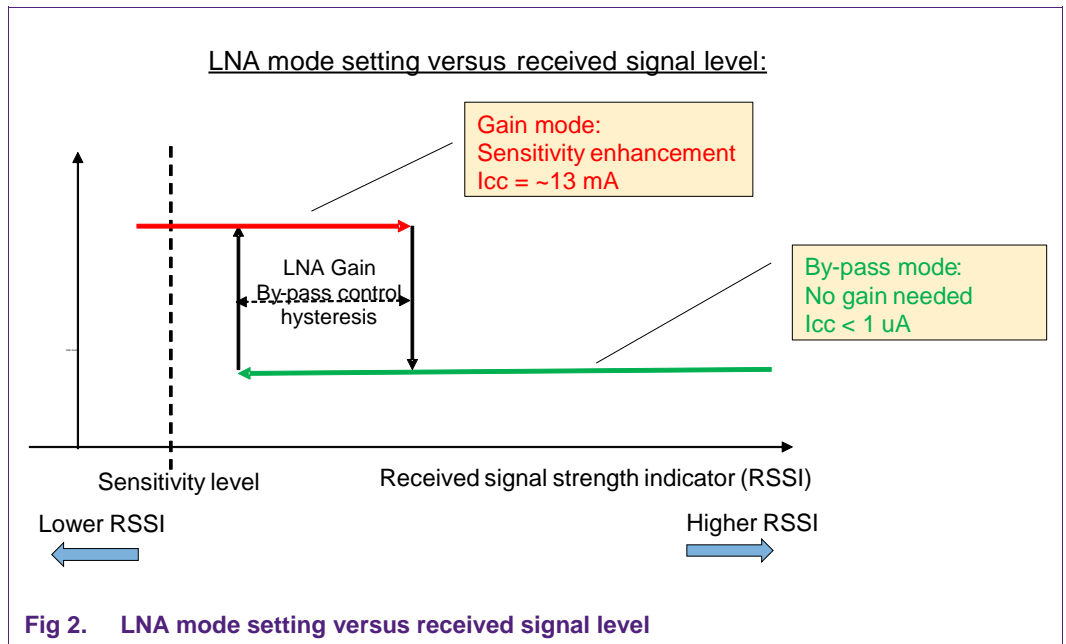 LNA mode setting versus received signal level:
Gain mode:
Sensitivity enhancement
Icc = ~13 mA
LNA Gain
By-pass control
hysteresis
By-pass mode:
No gain needed
Icc < 1 uA
Sensitivity level
Received signal strength indicator (RSSI)
Lower RSSI
Higher RSSI
Fig 2. LNA mode setting versus received signal level